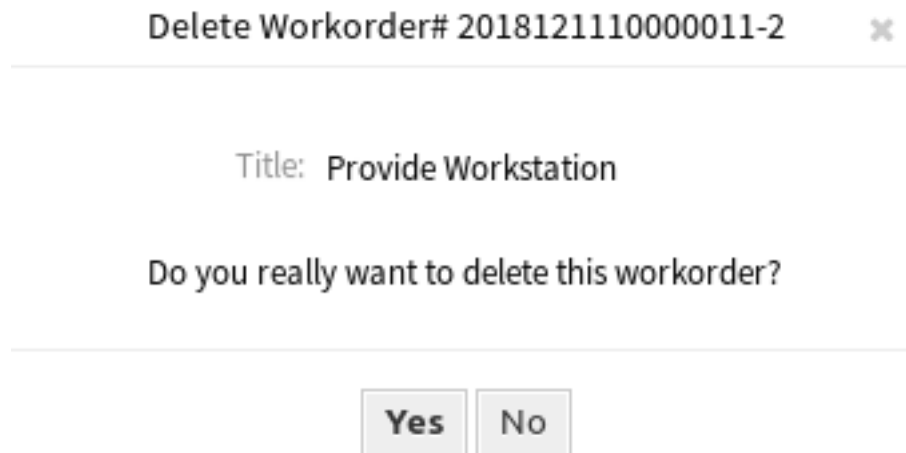 Delete Workorder# 2018121110000011-2
Title: Provide Workstation
Do you really want to delete this workorder?
Yes No